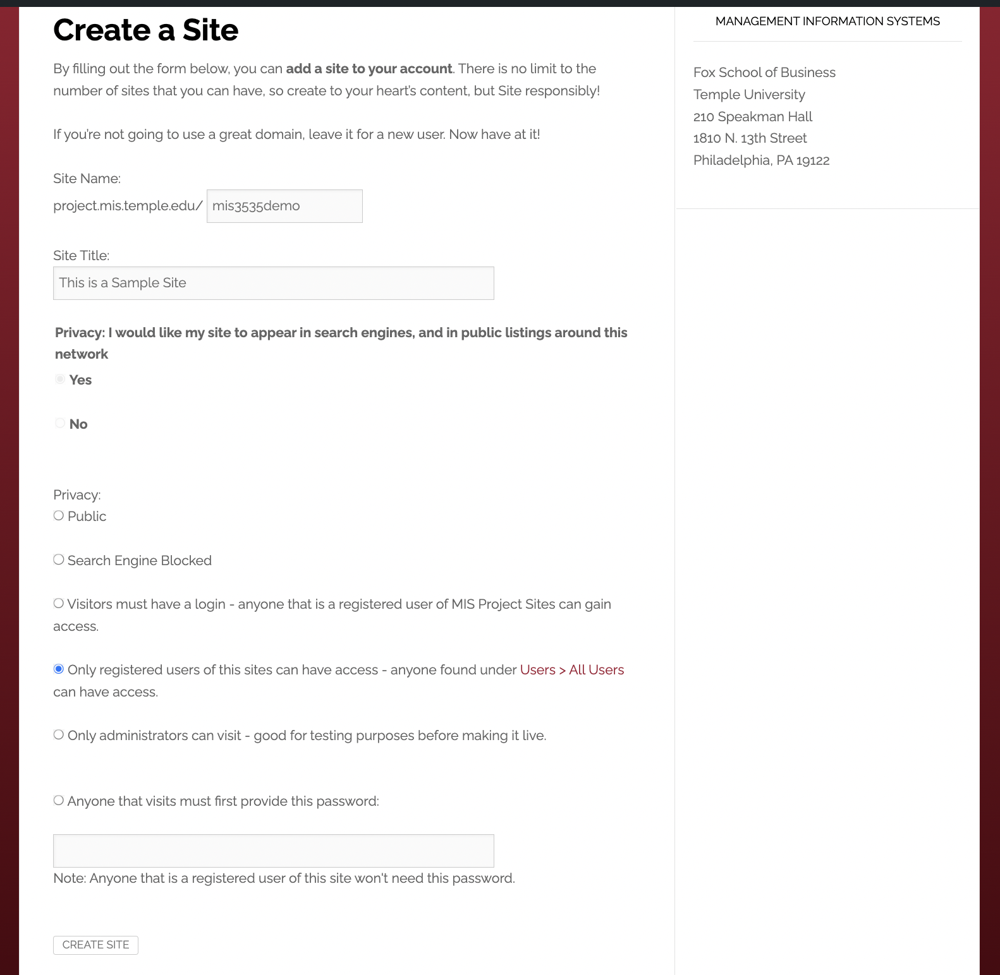 Create a Site
By filling out the form below, you can add a site to your account. There is no limit to the
number of sites that you can have, so create to your heart’s content, but Site responsibly!
If you’re not going to use a great domain, leave it for a new user. Now have at it!
Site Name:
project.mis.temple.edu/ mis3535demo
Site Title:
This is a Sample Site
Privacy: I would like my site to appear in search engines, and in public listings around this
network
Yes
No
Privacy:
Public
Search Engine Blocked
Visitors must have a login - anyone that is a registered user of MIS Project Sites can gain
access.
Only registered users of this sites can have access - anyone found under Users > All Users
can have access.
Only administrators can visit - good for testing purposes before making it live.
Anyone that visits must first provide this password:
Note: Anyone that is a registered user of this site won't need this password.
CREATE SITE
MANAGEMENT INFORMATION SYSTEMS
Fox School of Business
Temple University
210 Speakman Hall
1810 N. 13th Street
Philadelphia, PA 19122